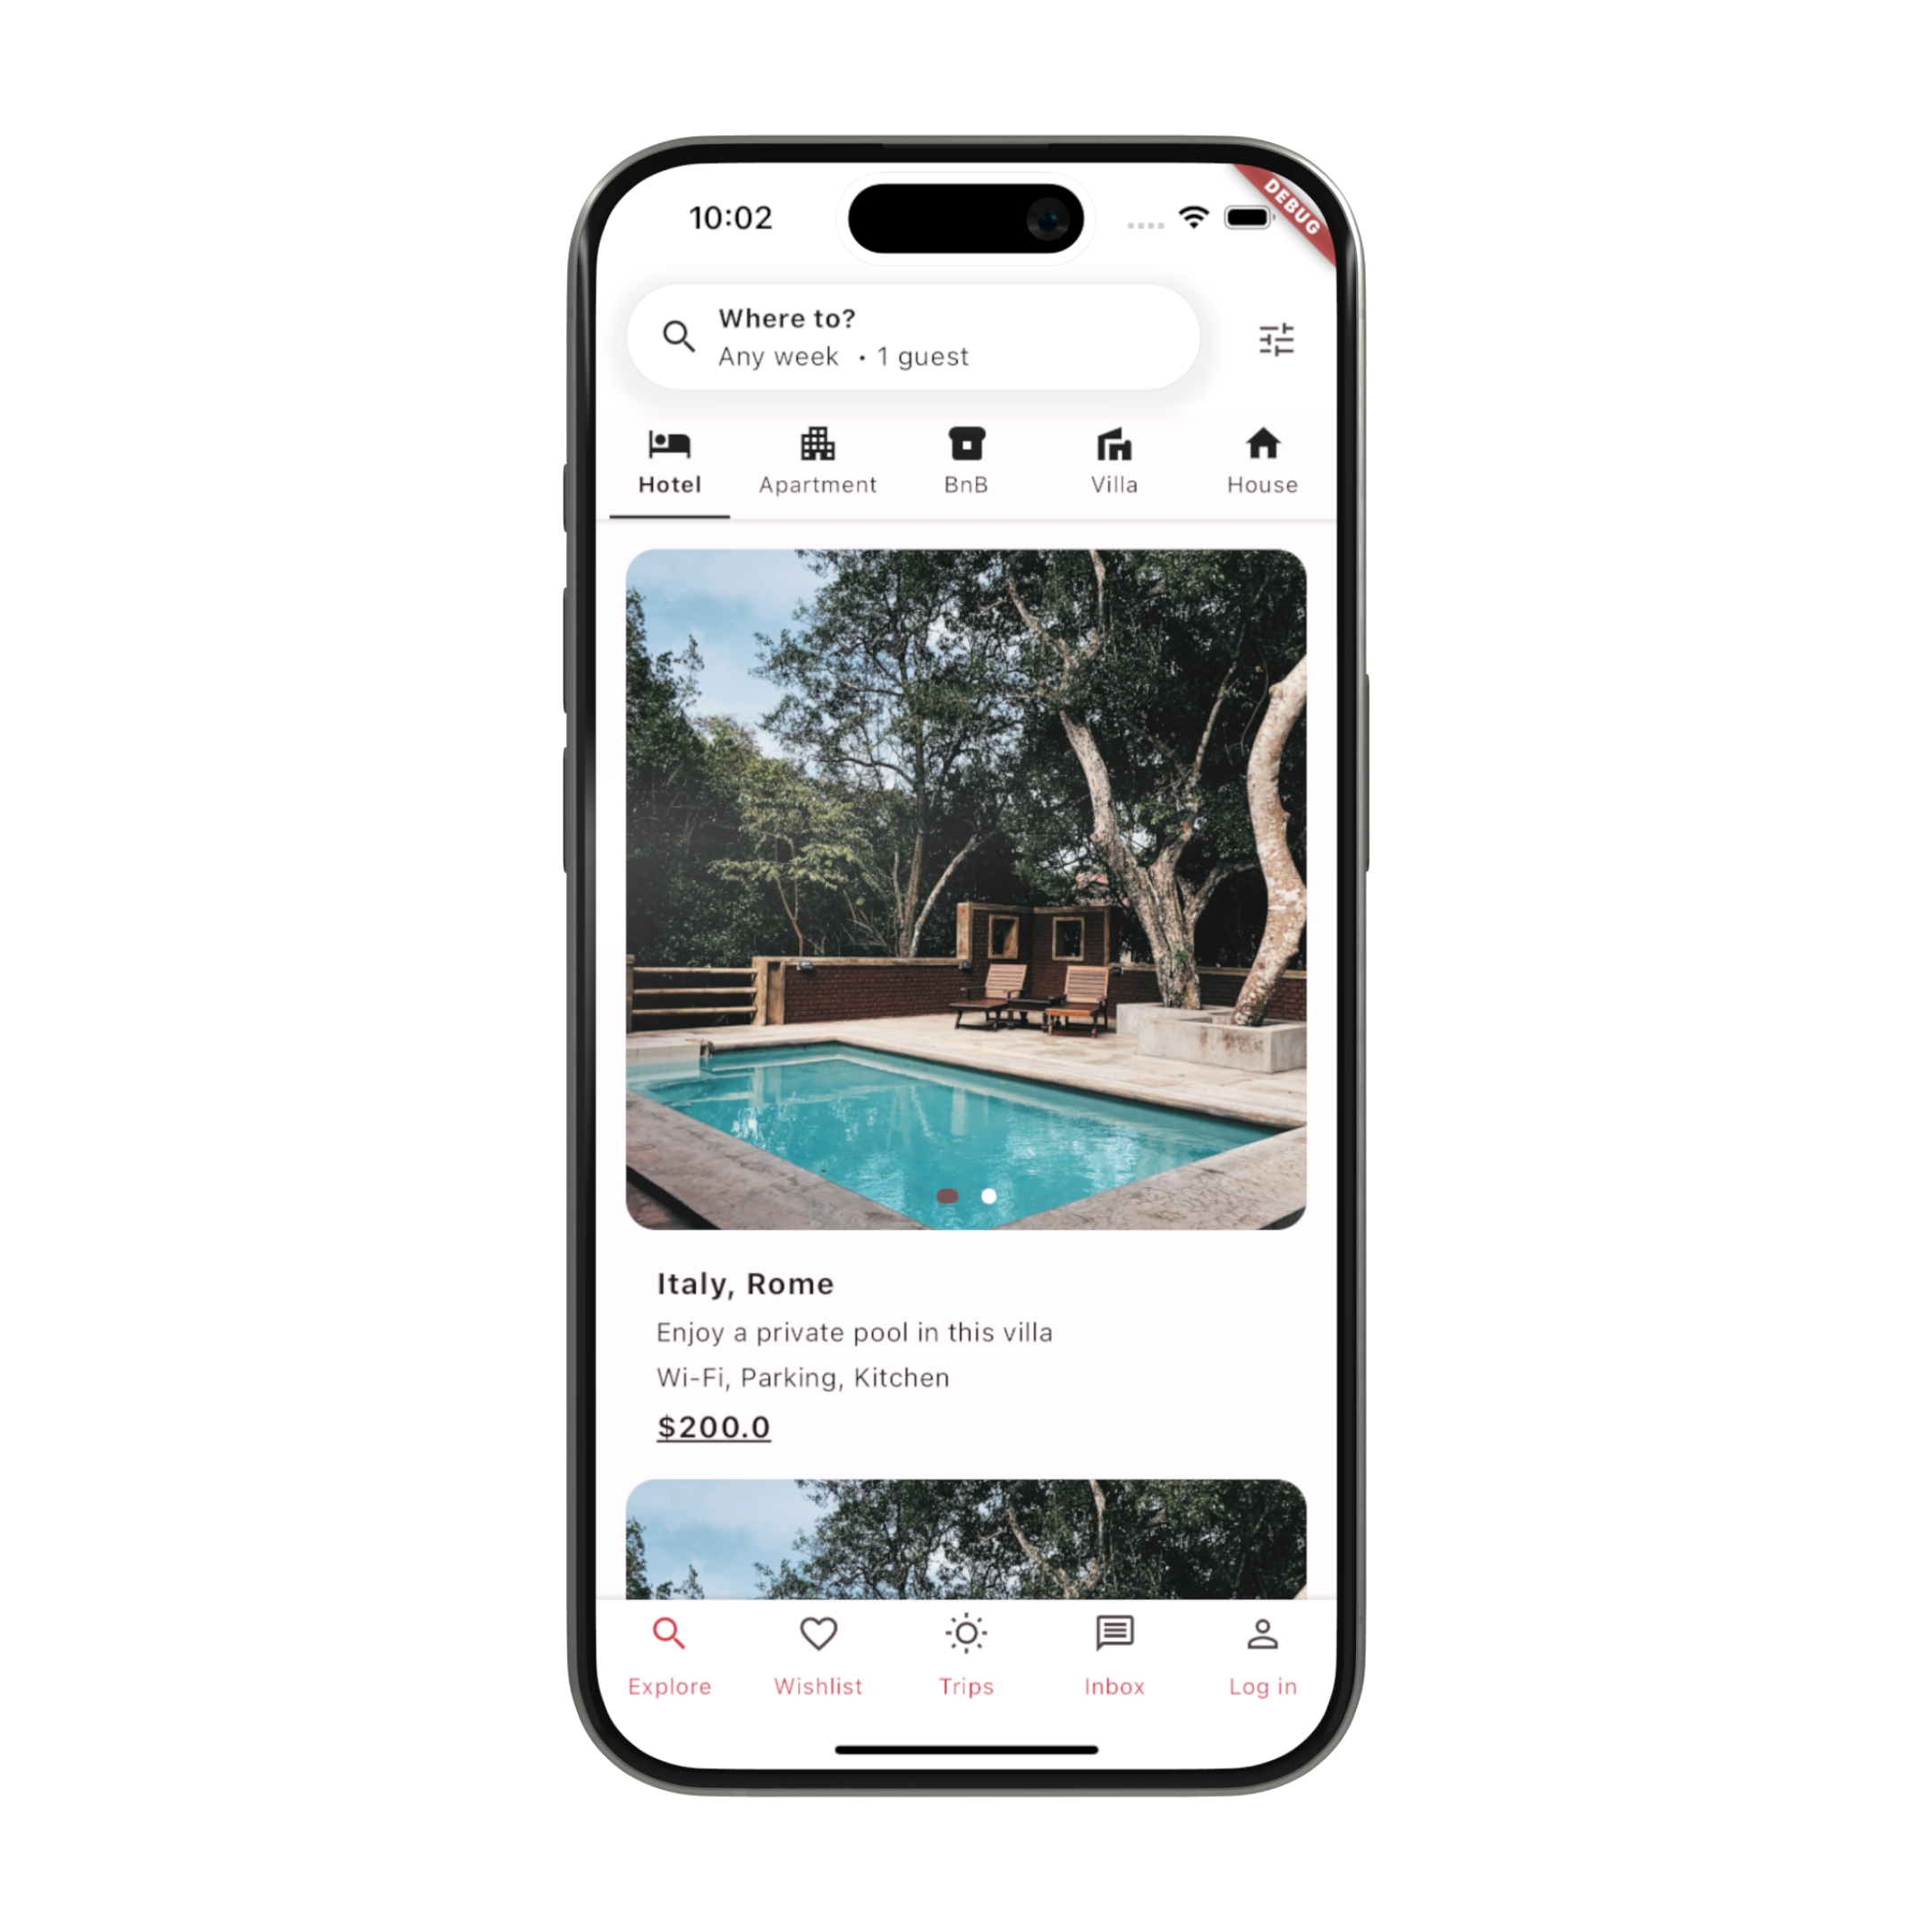 10:02
DEBUG
Where to?
Any week • 1 guest
Hotel Apartment BnB Villa House
Italy, Rome
Enjoy a private pool in this villa
Wi-Fi, Parking, Kitchen
$200.0
Explore Wishlist Trips Inbox Log in